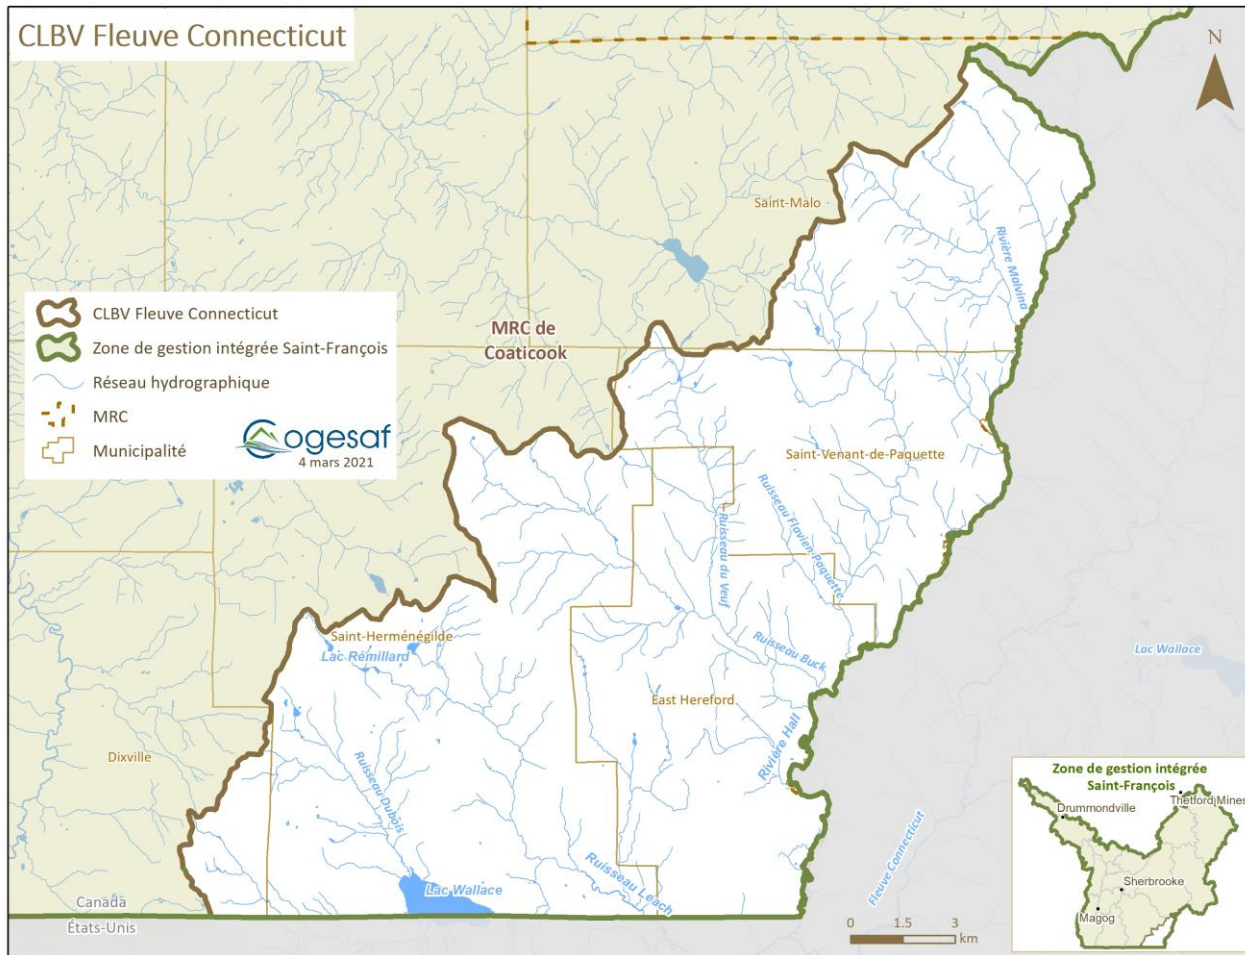 CLBV Fleuve Connecticut
N
Saint-Malo
Rivière Malvina
CLBV Fleuve Connecticut
Zone de gestion intégrée Saint-François
Réseau hydrographique
MRC
Municipalité
Cogesaf
4 mars 2021
MRC de
Coaticook
Saint-Venant-de-Paquette
Ruisseau Flavien-Paquette
Ruisseau du Veuf
Saint-Herménégilde
Lac Rémillard
Ruisseau Buck
Lac Wallace
East Hereford
Rivière Hall
Dixville
Ruisseau Dubois
Ruisseau Leach
Lac Wallace
Fleuve Connecticut
Canada
États-Unis
0 1.5 3
km
Zone de gestion intégrée
Saint-François
Thetford Mines
Drummondville
Sherbrooke
Magog